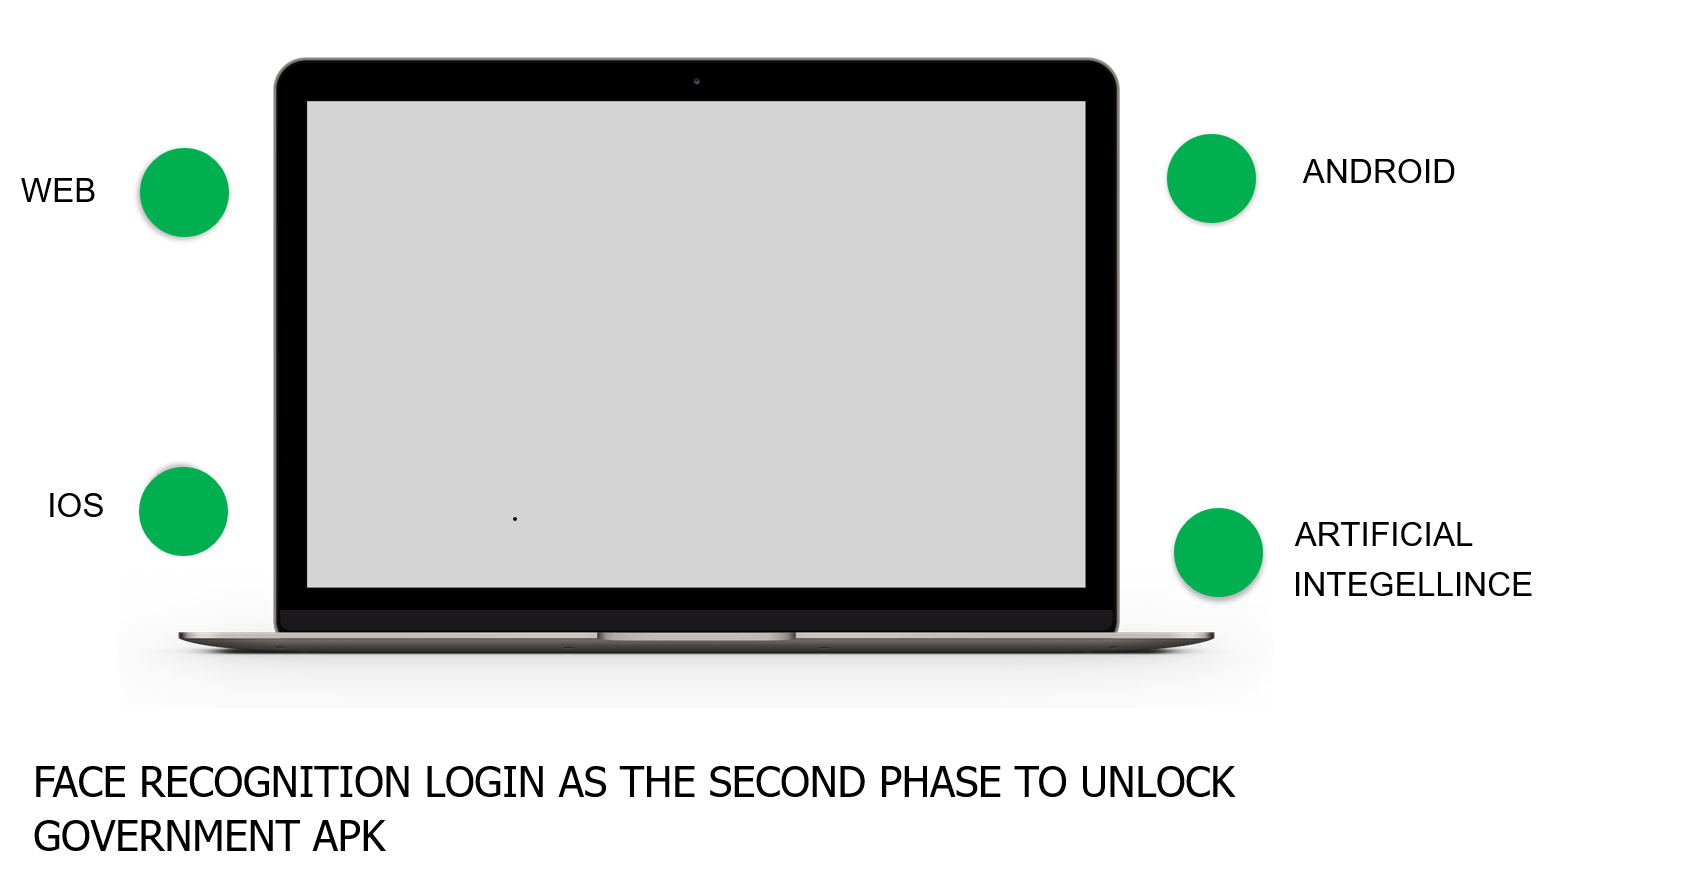 WEB
ANDROID
IOS
ARTIFICIAL
INTEGELLINCE
FACE RECOGNITION LOGIN AS THE SECOND PHASE TO UNLOCK
GOVERNMENT APK